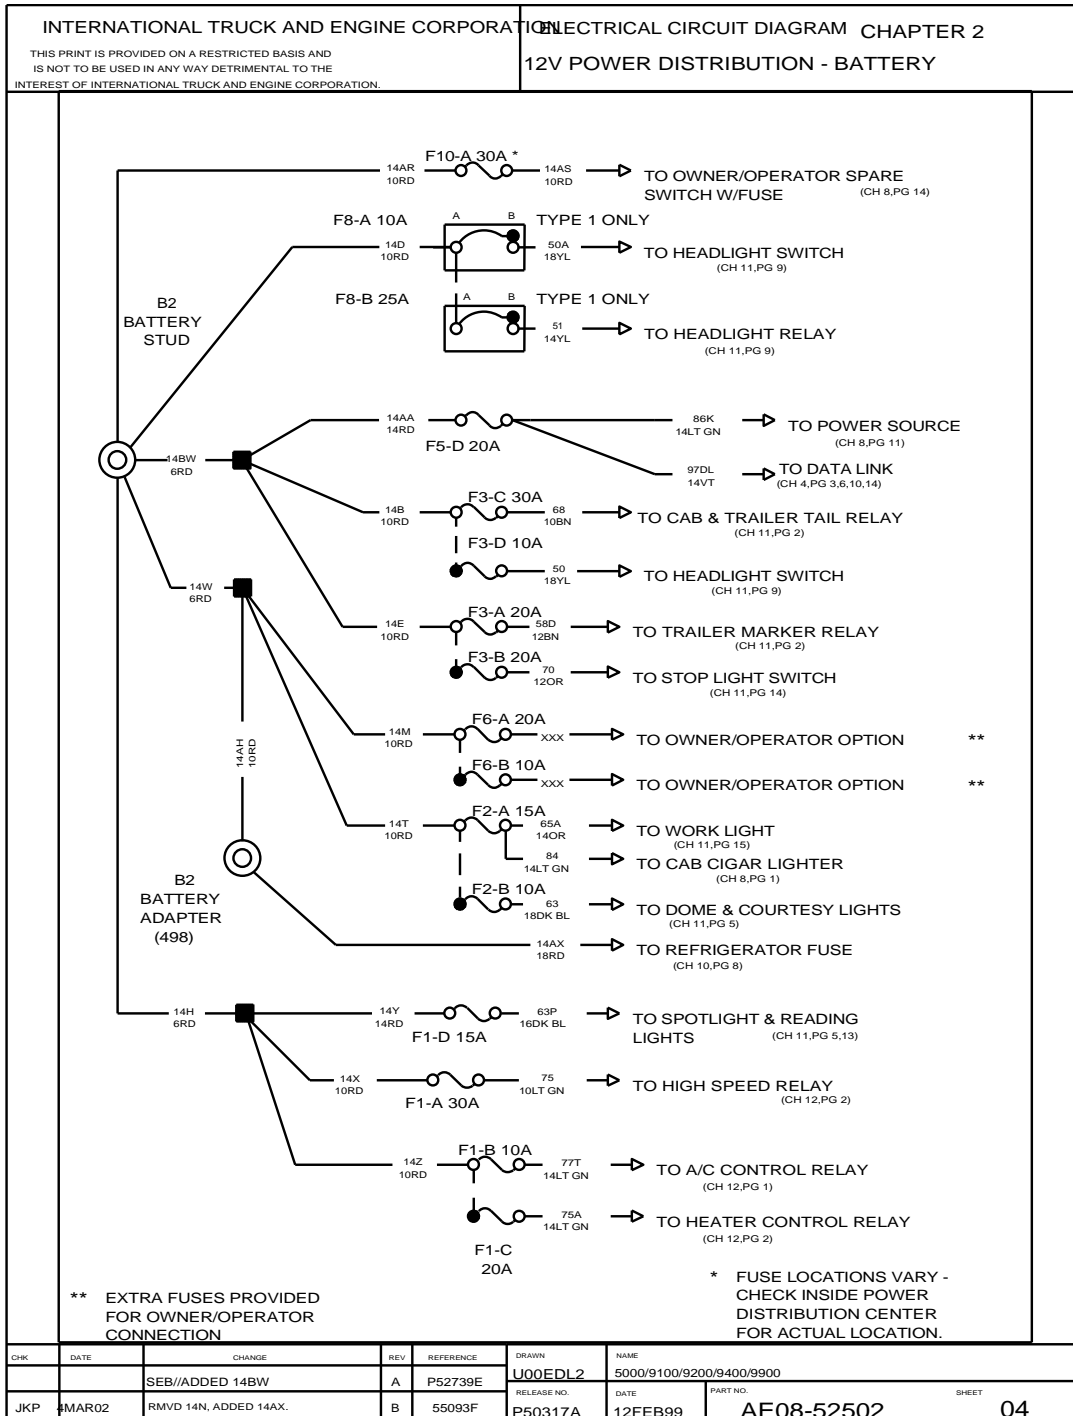 INTERNATIONAL TRUCK AND ENGINE CORPORATION
THIS PRINT IS PROVIDED ON A RESTRICTED BASIS AND
IS NOT TO BE USED IN ANY WAY DETRIMENTAL TO THE
INTEREST OF INTERNATIONAL TRUCK AND ENGINE CORPORATION.
ELECTRICAL CIRCUIT DIAGRAM CHAPTER 2
12V POWER DISTRIBUTION - BATTERY
F10-A 30A *
14AR
10RD
14AS
10RD
TO OWNER/OPERATOR SPARE
SWITCH W/FUSE (CH 8,PG 14)
F8-A 10A
A B
TYPE 1 ONLY
14D
10RD
50A
18YL
TO HEADLIGHT SWITCH
(CH 11,PG 9)
F8-B 25A
A B
TYPE 1 ONLY
51
14YL
TO HEADLIGHT RELAY
(CH 11,PG 9)
B2
BATTERY
STUD
14AA
14RD
F5-D 20A
86K
14LT GN
TO POWER SOURCE
(CH 8,PG 11)
97DL
14VT
TO DATA LINK
(CH 4,PG 3,6,10,14)
14BW
6RD
14B
10RD
F3-C 30A
68
10BN
TO CAB & TRAILER TAIL RELAY
(CH 11,PG 2)
F3-D 10A
50
18YL
TO HEADLIGHT SWITCH
(CH 11,PG 9)
14W
6RD
14E
10RD
F3-A 20A
58D
12BN
TO TRAILER MARKER RELAY
(CH 11,PG 2)
F3-B 20A
70
12OR
TO STOP LIGHT SWITCH
(CH 11,PG 14)
14AH
10RD
14M
10RD
F6-A 20A
XXX
TO OWNER/OPERATOR OPTION **
F6-B 10A
XXX
TO OWNER/OPERATOR OPTION **
14T
10RD
F2-A 15A
65A
14OR
TO WORK LIGHT
(CH 11,PG 15)
84
14LT GN
TO CAB CIGAR LIGHTER
(CH 8,PG 1)
F2-B 10A
63
18DK BL
TO DOME & COURTESY LIGHTS
(CH 11,PG 5)
B2
BATTERY
ADAPTER
(498)
14AX
18RD
TO REFRIGERATOR FUSE
(CH 10,PG 8)
14H
6RD
14Y
14RD
F1-D 15A
63P
16DK BL
TO SPOTLIGHT & READING
LIGHTS (CH 11,PG 5,13)
14X
10RD
F1-A 30A
75
10LT GN
TO HIGH SPEED RELAY
(CH 12,PG 2)
14Z
10RD
F1-B 10A
77T
14LT GN
TO A/C CONTROL RELAY
(CH 12,PG 1)
75A
14LT GN
TO HEATER CONTROL RELAY
(CH 12,PG 2)
F1-C
20A
** EXTRA FUSES PROVIDED
FOR OWNER/OPERATOR
CONNECTION
* FUSE LOCATIONS VARY -
CHECK INSIDE POWER
DISTRIBUTION CENTER
FOR ACTUAL LOCATION.
CHK DATE CHANGE REV REFERENCE
SEB//ADDED 14BW A P52739E
JKP 4MAR02 RMVD 14N, ADDED 14AX. B 55093F
DRAWN
U00EDL2
NAME
5000/9100/9200/9400/9900
RELEASE NO.
P50317A
DATE
12FEB99
PART NO.
AE08-52502
SHEET
04